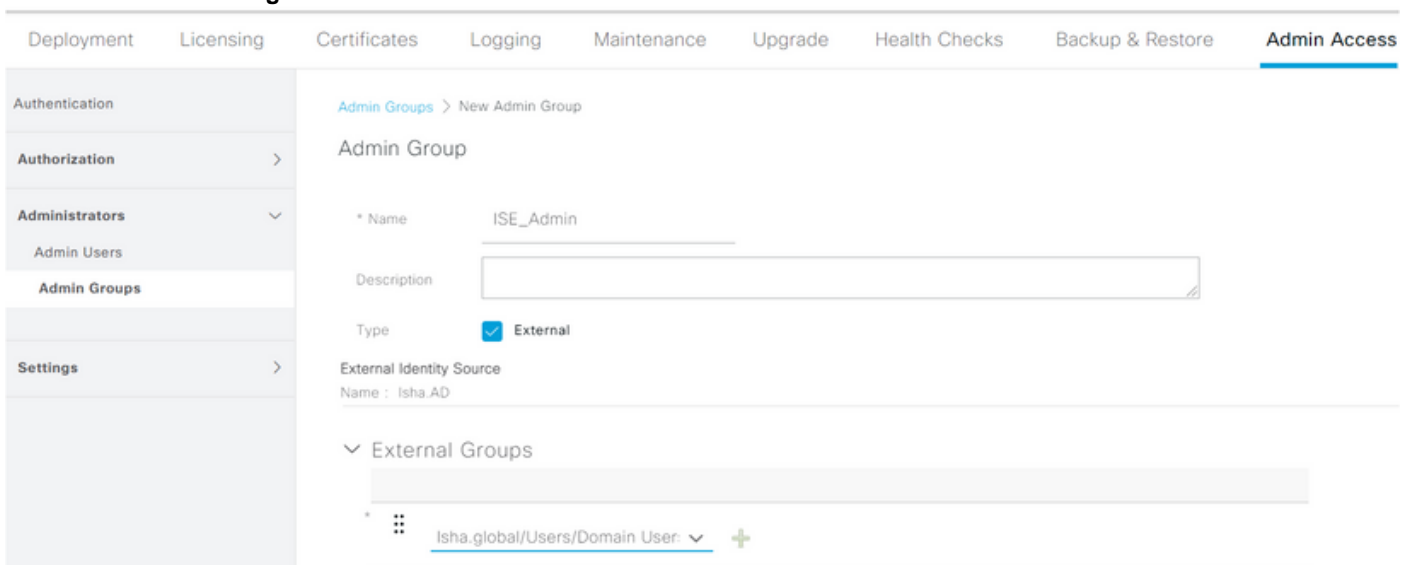 Deployment Licensing Certificates Logging Maintenance Upgrade Health Checks Backup & Restore Admin Access
Authentication
Authorization
Administrators
Admin Users
Admin Groups
Settings
Admin Groups > New Admin Group
Admin Group
* Name ISE_Admin
Description
Type External
External Identity Source
Name : Isha.AD
External Groups
*
Isha.global/Users/Domain User